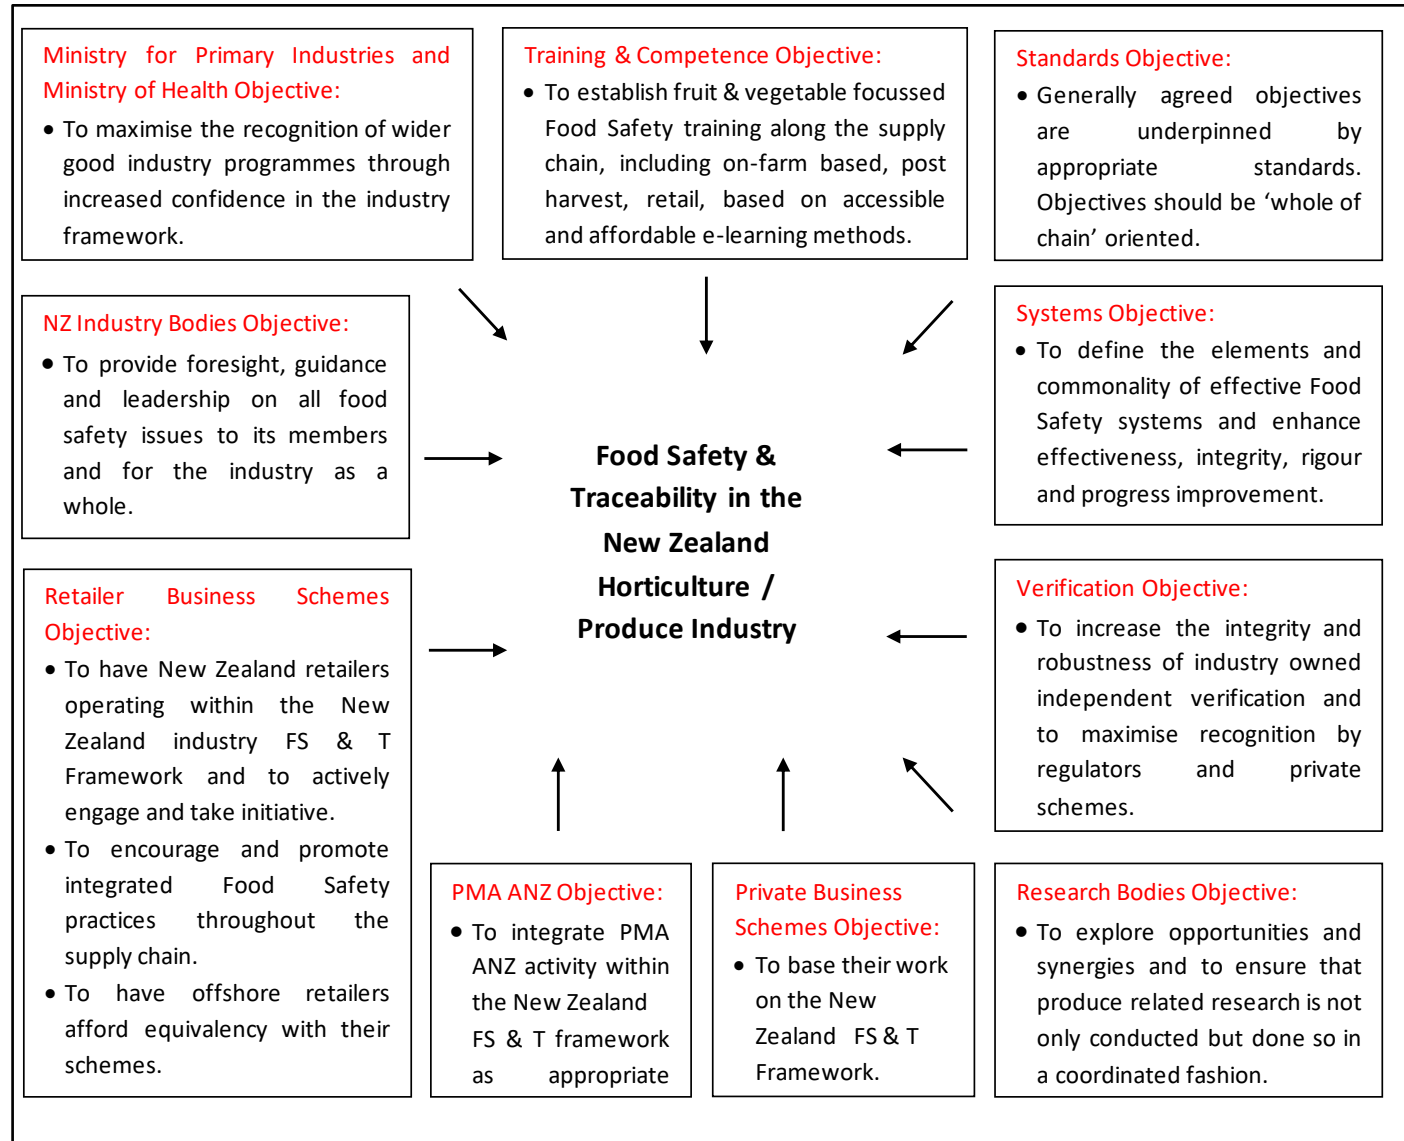 Ministry for Primary Industries and
Ministry of Health Objective:
• To maximise the recognition of wider
good industry programmes through
increased confidence in the industry
framework.
Training & Competence Objective:
• To establish fruit & vegetable focussed
Food Safety training along the supply
chain, including on-farm based, post
harvest, retail, based on accessible
and affordable e-learning methods.
Standards Objective:
• Generally agreed objectives
are underpinned by
appropriate standards.
Objectives should be ‘whole of
chain’ oriented.
NZ Industry Bodies Objective:
• To provide foresight, guidance
and leadership on all food
safety issues to its members
and for the industry as a
whole.
Food Safety &
Traceability in the
New Zealand
Horticulture /
Produce Industry
Systems Objective:
• To define the elements and
commonality of effective Food
Safety systems and enhance
effectiveness, integrity, rigour
and progress improvement.
Retailer Business Schemes
Objective:
• To have New Zealand retailers
operating within the New
Zealand industry FS & T
Framework and to actively
engage and take initiative.
• To encourage and promote
integrated Food Safety
practices throughout the
supply chain.
• To have offshore retailers
afford equivalency with their
schemes.
Verification Objective:
• To increase the integrity and
robustness of industry owned
independent verification and
to maximise recognition by
regulators and private
schemes.
PMA ANZ Objective:
• To integrate PMA
ANZ activity within
the New Zealand
FS & T framework
as appropriate
Private Business
Schemes Objective:
• To base their work
on the New
Zealand FS & T
Framework.
Research Bodies Objective:
• To explore opportunities and
synergies and to ensure that
produce related research is not
only conducted but done so in
a coordinated fashion.